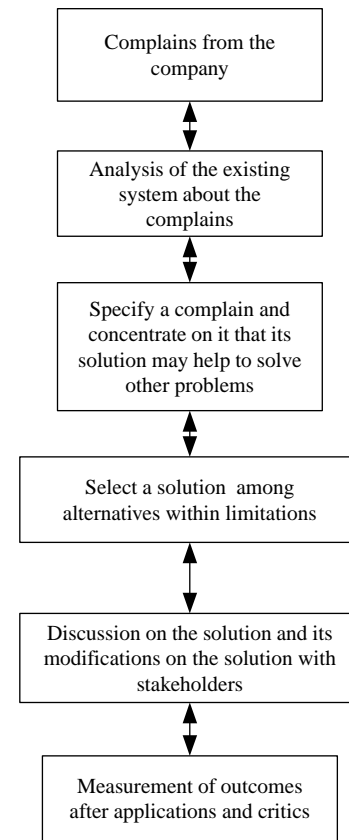 Complains from the
company
Analysis of the existing
system about the
complains
Specify a complain and
concentrate on it that its
solution may help to solve
other problems
Select a solution among
alternatives within limitations
Discussion on the solution and its
modifications on the solution with
stakeholders
Measurement of outcomes
after applications and critics